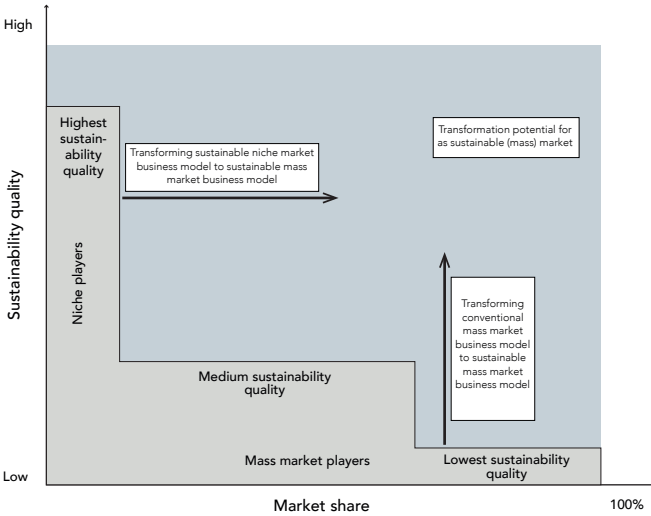 High
Highest
sustain-
ability
quality
Transforming sustainable niche market
business model to sustainable mass
market business model
Transformation potential for
as sustainable (mass) market
Sustainability quality
Niche players
Transforming
conventional
mass market
business model
to sustainable
mass market
business model
Medium sustainability
quality
Mass market players
Lowest sustainability
quality
Low
Market share
100%